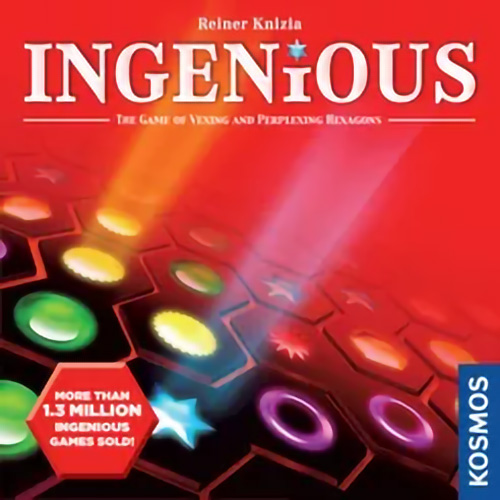 Reiner Knizia
INGENiOUS
The Game of Vexing and Perplexing Hexagons
MORE THAN
1.3 MILLION
INGENIOUS
GAMES SOLD!
KOSMOS